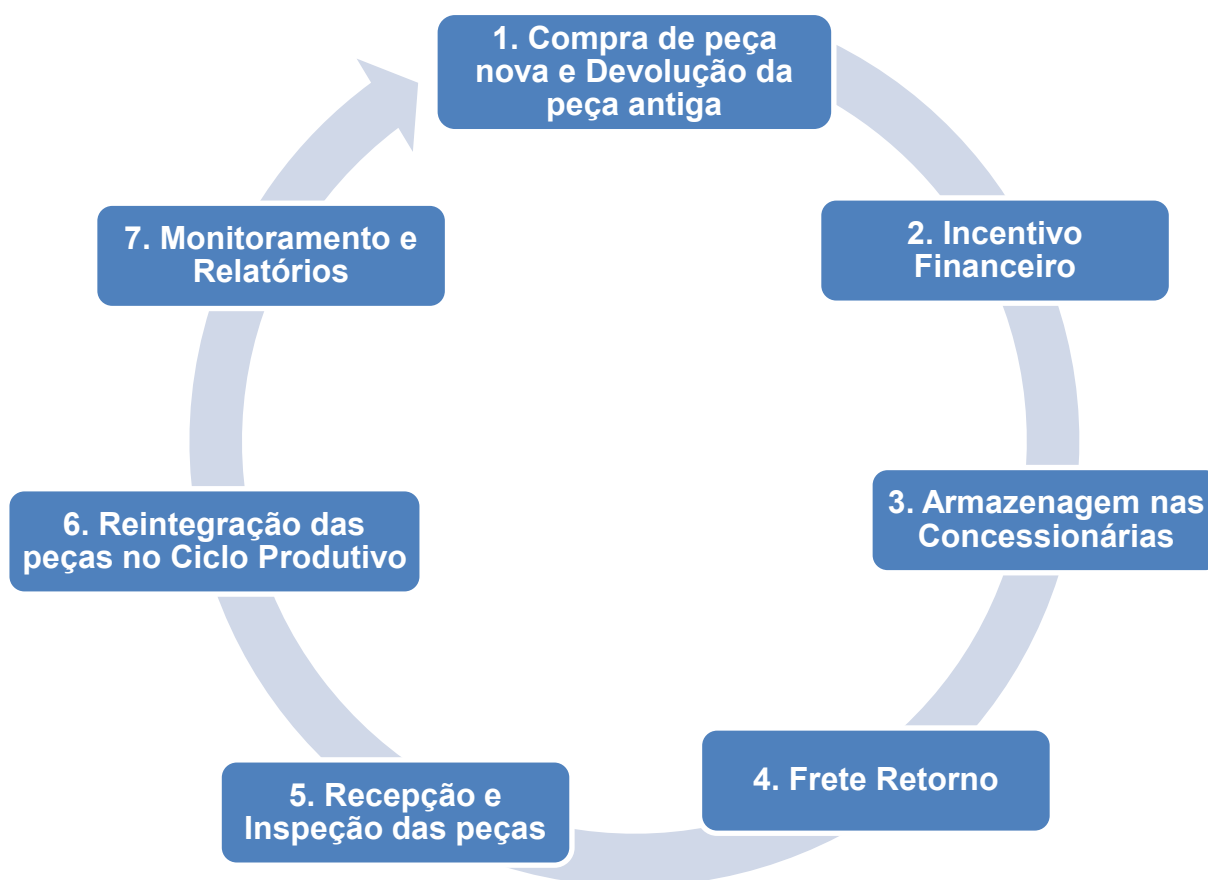 1. Compra de peça
nova e Devolução da
peça antiga
2. Incentivo
Financeiro
3. Armazenagem nas
Concessionárias
4. Frete Retorno
5. Recepção e
Inspeção das peças
6. Reintegração das
peças no Ciclo Produtivo
7. Monitoramento e
Relatórios